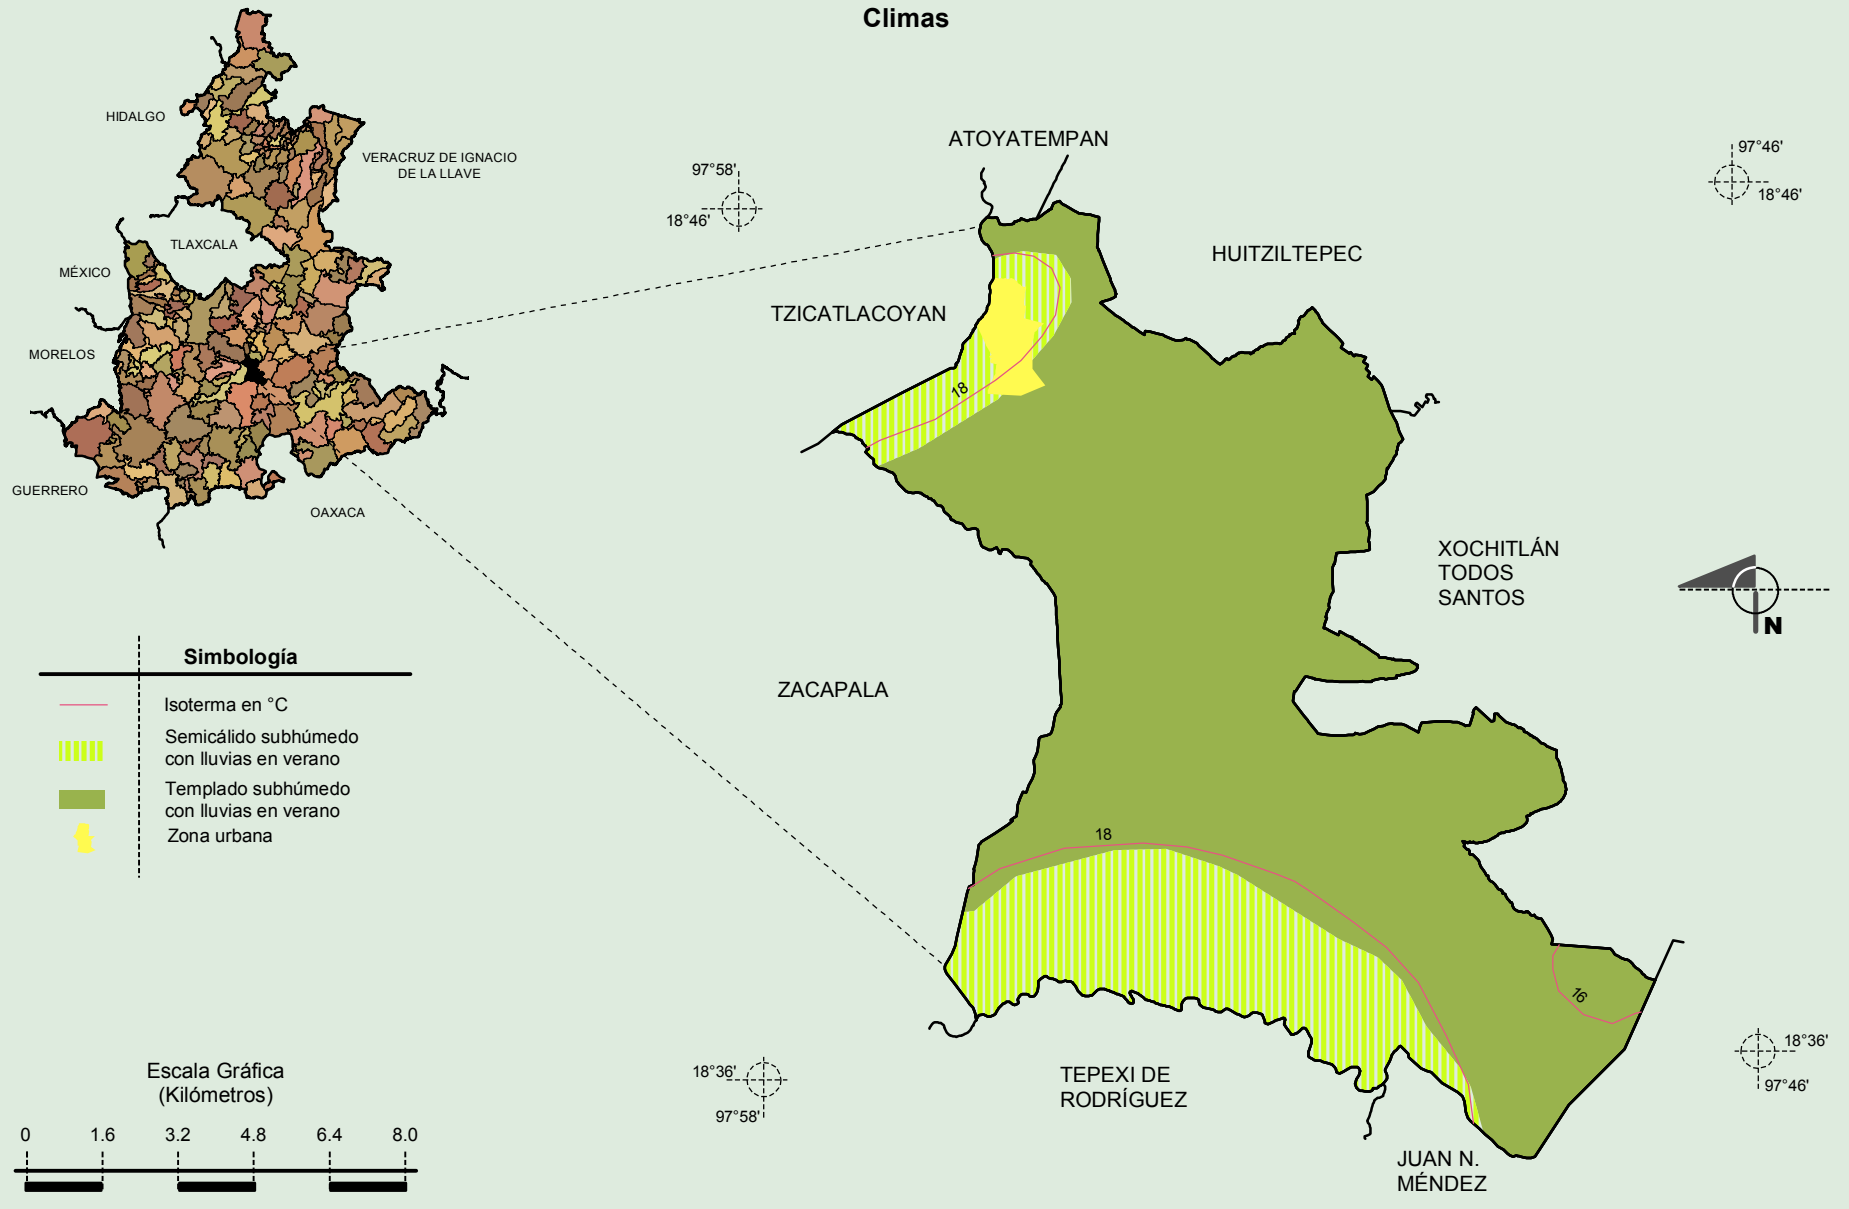 Climas
HIDALGO
VERACRUZ DE IGNACIO
DE LA LLAVE
TLAXCALA
MÉXICO
MORELOS
GUERRERO
OAXACA
97°58'
18°46'
97°46'
18°46'
ATOYATEMPAN
HUITZILTEPEC
TZICATLACOYAN
18
XOCHITLÁN
TODOS
SANTOS
N
ZACAPALA
18
16
Simbología
Isoterma en °C
Semicálido subhúmedo
con lluvias en verano
Templado subhúmedo
con lluvias en verano
Zona urbana
18°36'
97°58'
18°36'
97°46'
TEPEXI DE
RODRÍGUEZ
JUAN N.
MÉNDEZ
Escala Gráfica
(Kilómetros)
0 1.6 3.2 4.8 6.4 8.0